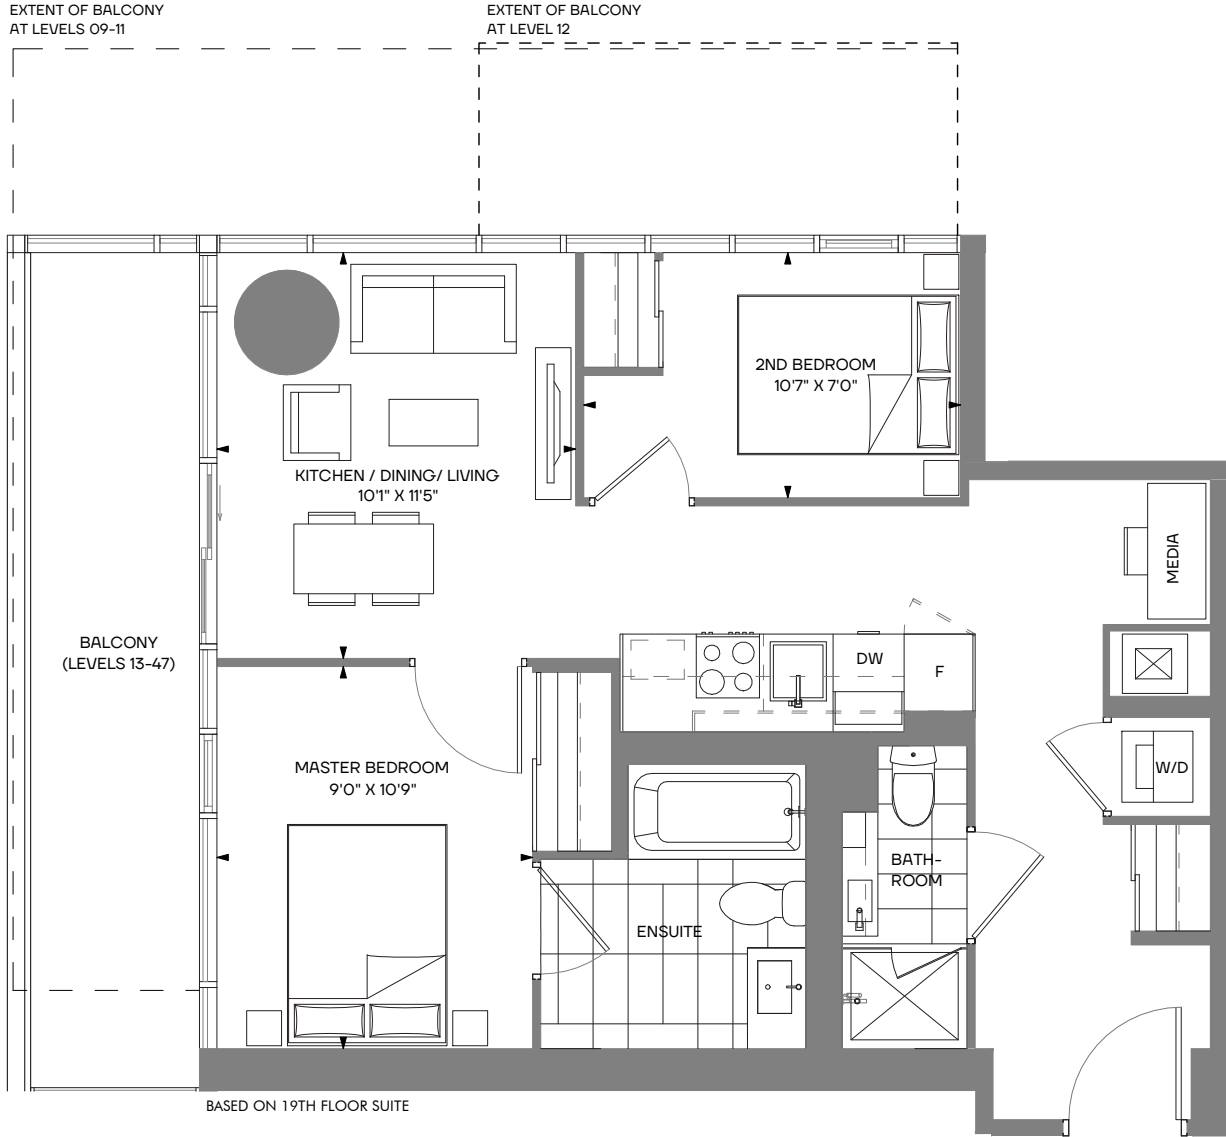 EXTENT OF BALCONY
AT LEVELS 09-11
EXTENT OF BALCONY
AT LEVEL 12
2ND BEDROOM
10'7" X 7'0"
KITCHEN / DINING/ LIVING
10'1" X 11'5"
MEDIA
BALCONY
(LEVELS 13-47)
DW
F
MASTER BEDROOM
9'0" X 10'9"
W/D
BATH-
ROOM
ENSUITE
BASED ON 19TH FLOOR SUITE